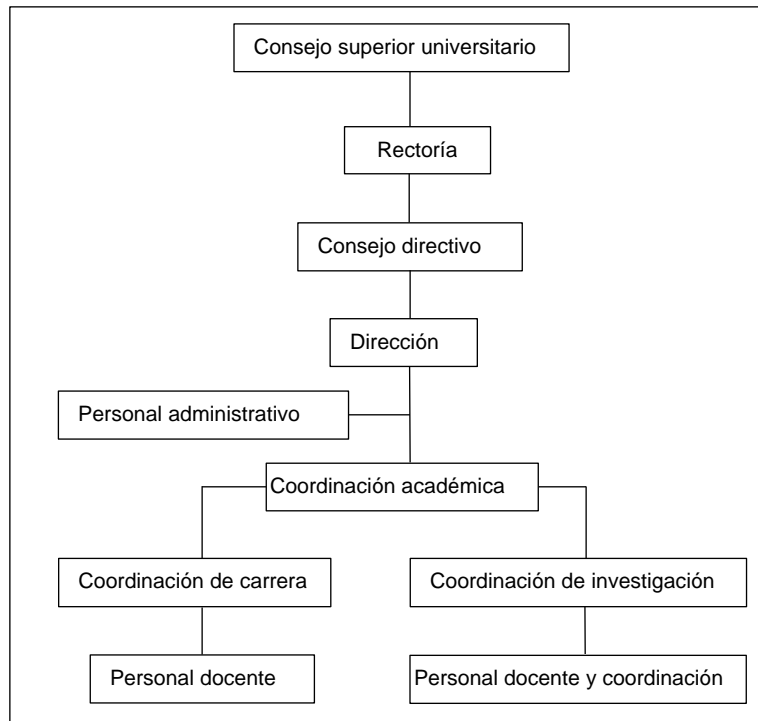 Consejo superior universitario
Rectoría
Consejo directivo
Dirección
Personal administrativo
Coordinación académica
Coordinación de carrera
Coordinación de investigación
Personal docente
Personal docente y coordinación